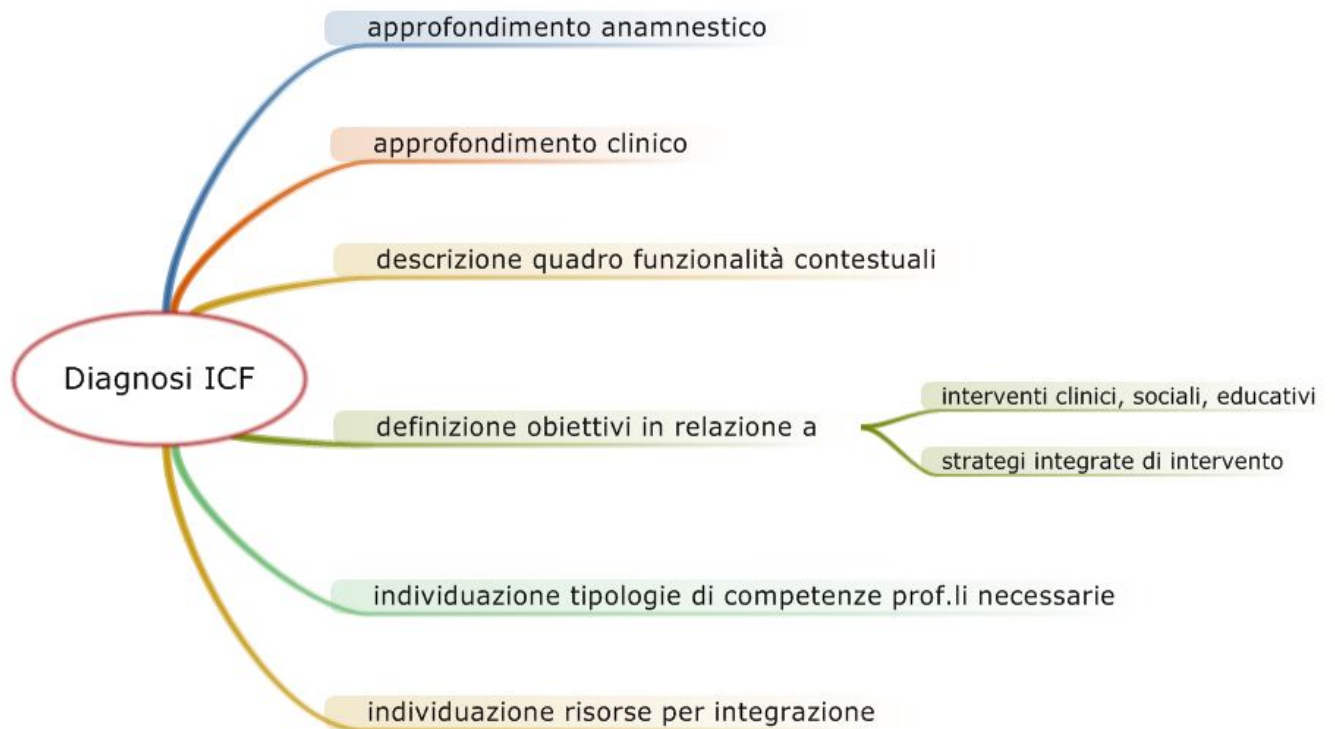 approfondimento anamnestico
approfondimento clinico
descrizione quadro funzionalità contestuali
Diagnosi ICF
definizione obiettivi in relazione a
interventi clinici, sociali, educativi
strategi integrate di intervento
individuazione tipologie di competenze prof.li necessarie
individuazione risorse per integrazione